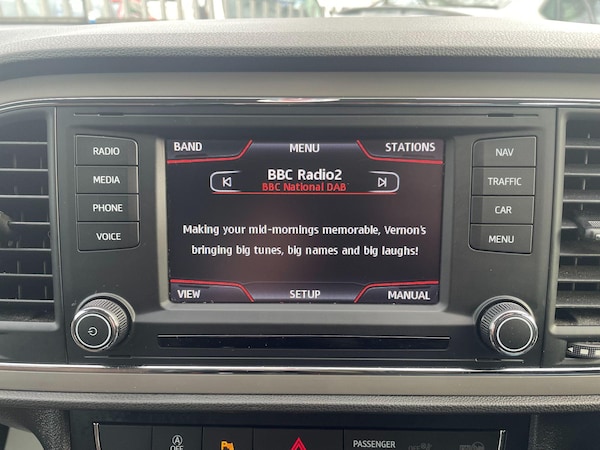 BAND MENU STATIONS
RADIO
MEDIA
PHONE
VOICE
BBC Radio2
BBC National DAB
Making your mid-mornings memorable, Vernon's
bringing big tunes, big names and big laughs!
VIEW SETUP MANUAL
NAV
TRAFFIC
CAR
MENU
A
OFF
PASSENGER
OFF